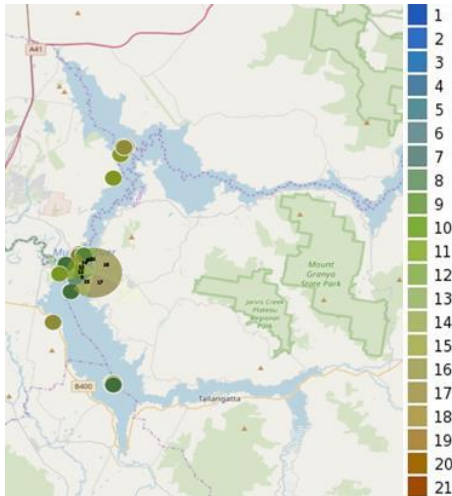 A41
Mount
Granya
State Park
Jarvis Creek
Plateau
Regional
Park
B400
Tallangatta
1
2
3
4
5
6
7
8
9
10
11
12
13
14
15
16
17
18
19
20
21